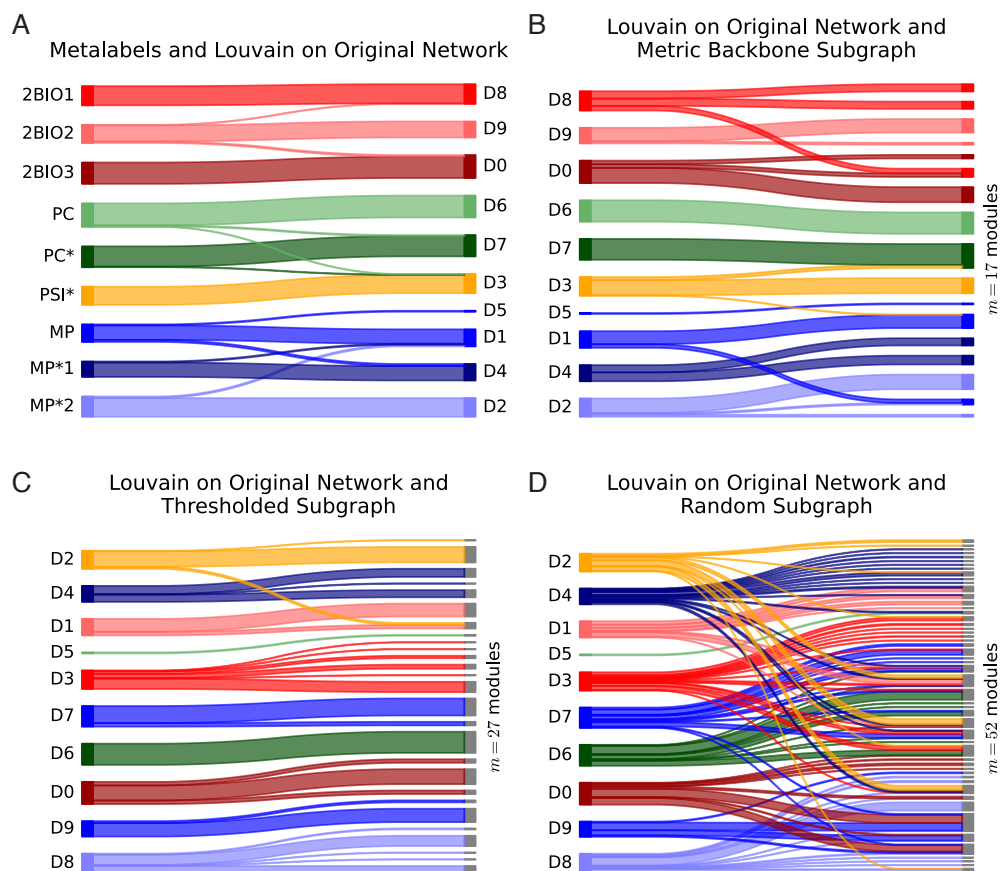 A
Metalabels and Louvain on Original Network
2BIO1
2BIO2
2BIO3
PC
PC*
PSI*
MP
MP*1
MP*2
D8
D9
D0
D6
D7
D3
D5
D1
D4
D2
B
Louvain on Original Network and
Metric Backbone Subgraph
D8
D9
D0
D6
D7
D3
D5
D1
D4
D2
m = 17 modules
C
Louvain on Original Network and
Thresholded Subgraph
D2
D4
D1
D5
D3
D7
D6
D0
D9
D8
m = 27 modules
D
Louvain on Original Network and
Random Subgraph
D2
D4
D1
D5
D3
D7
D6
D0
D9
D8
m = 52 modules